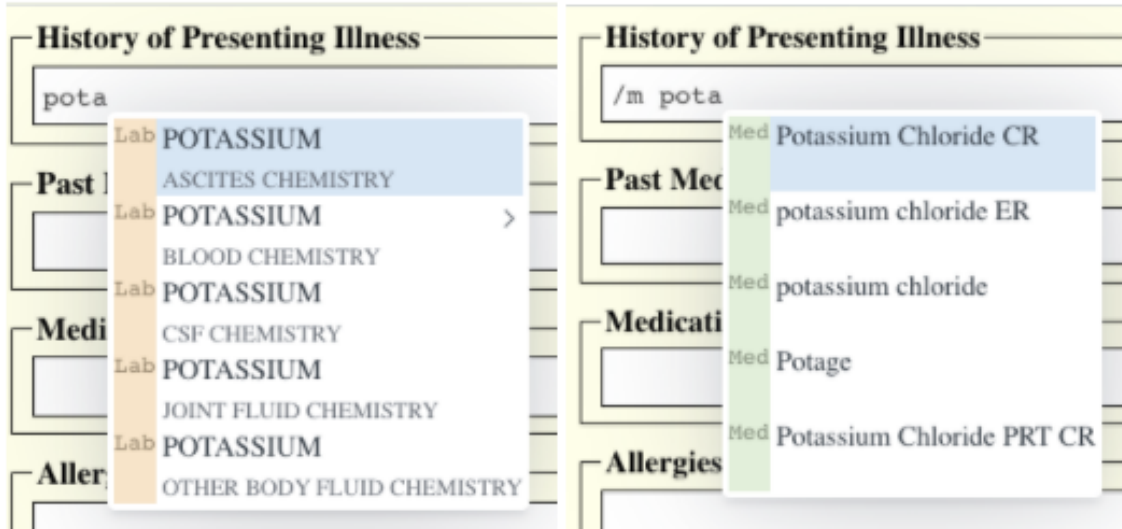 History of Presenting Illness
pota
Lab POTASSIUM
ASCITES CHEMISTRY
Past
Lab POTASSIUM >
BLOOD CHEMISTRY
Lab POTASSIUM
CSF CHEMISTRY
Medi
Lab POTASSIUM
JOINT FLUID CHEMISTRY
Lab POTASSIUM
Aller
OTHER BODY FLUID CHEMISTRY
History of Presenting Illness
/m pota
Med Potassium Chloride CR
Past Med
Med potassium chloride ER
Med potassium chloride
Medicati
Med Potage
Med Potassium Chloride PRT CR
Allergies